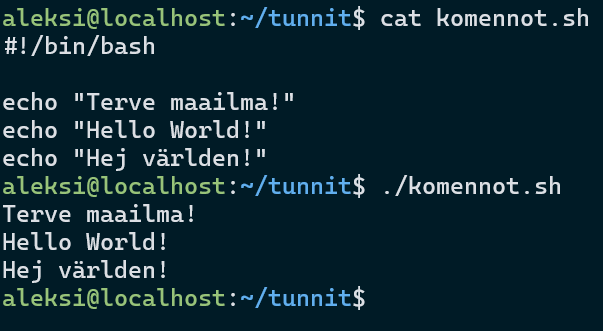 aleksi@localhost:~/tunnit$ cat komennot.sh
#!/bin/bash
echo "Terve maailma!"
echo "Hello World!"
echo "Hej världen!"
aleksi@localhost:~/tunnit$ ./komennot.sh
Terve maailma!
Hello World!
Hej världen!
aleksi@localhost:~/tunnit$